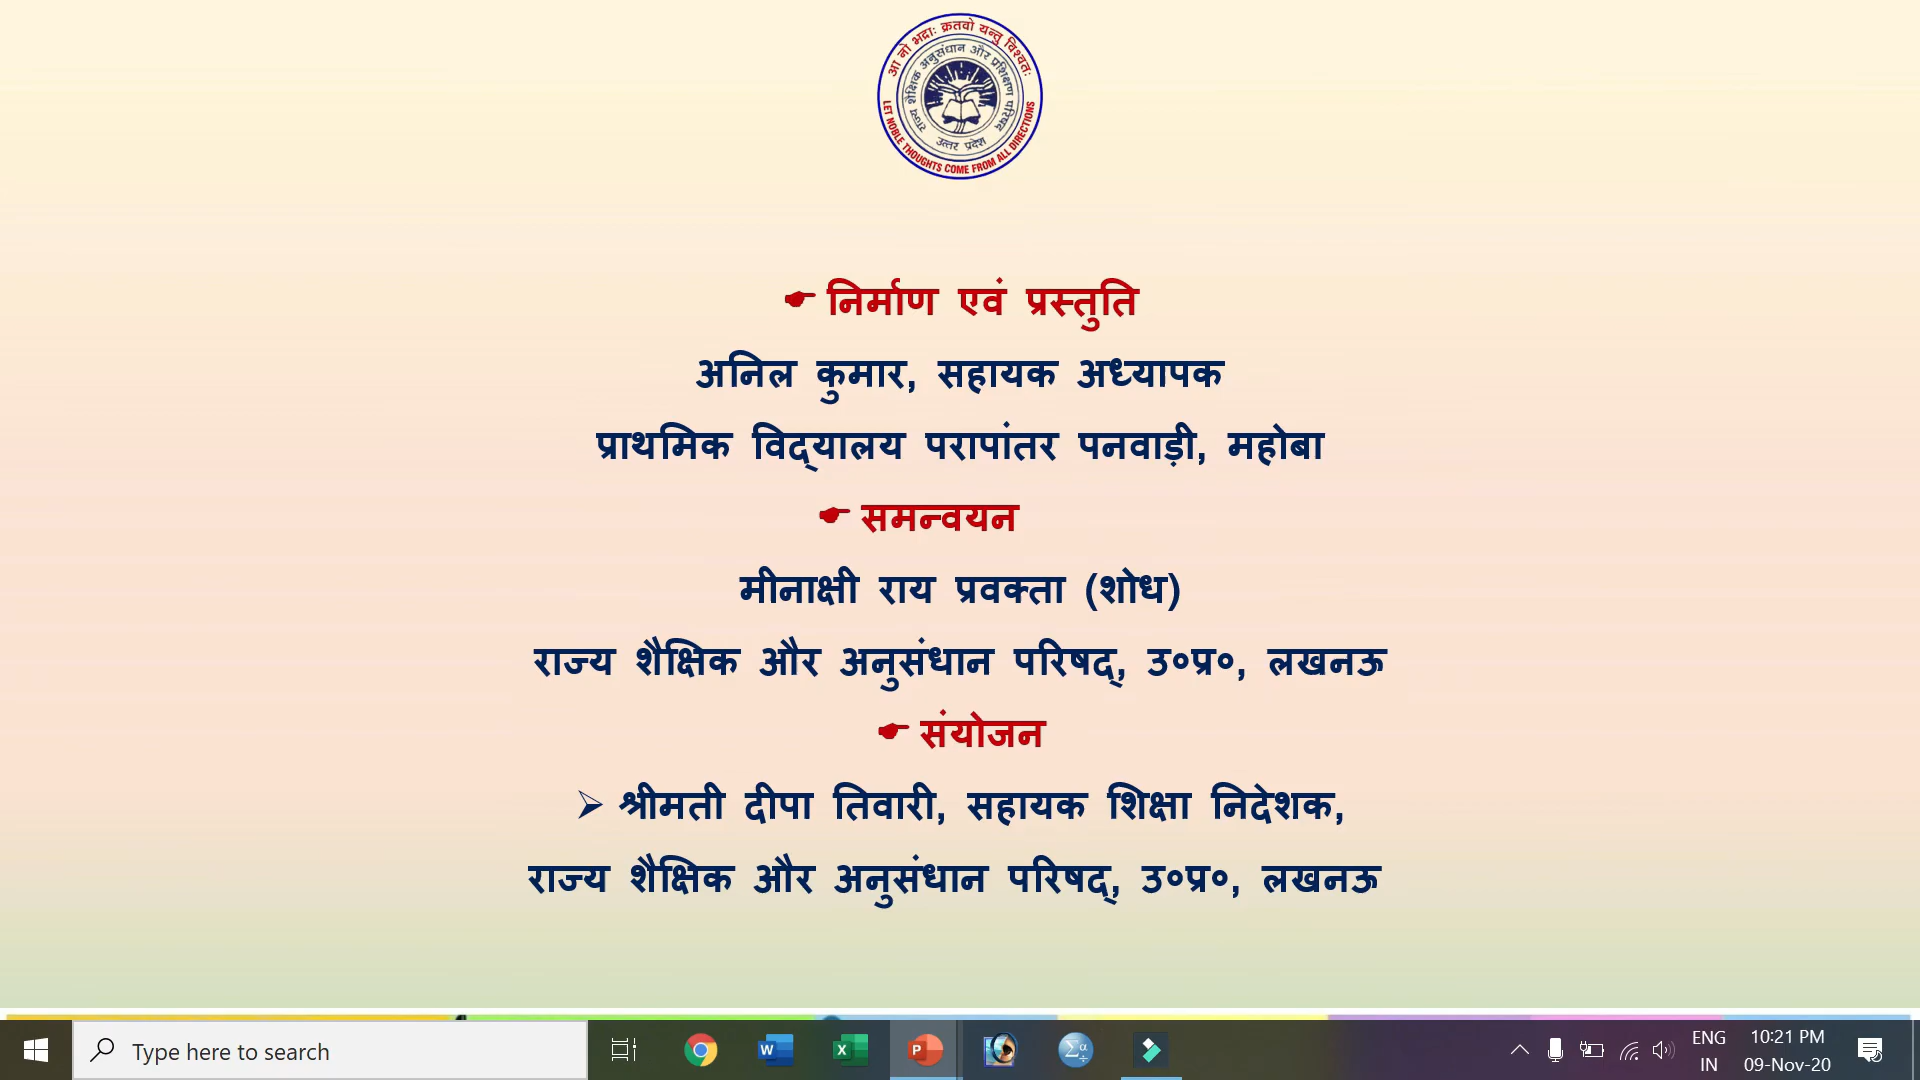 आ नो भद्राः क्रतवो यन्तु विश्वतः
राज्य शैक्षिक अनुसंधान और प्रशिक्षण परिषद्
उत्तर प्रदेश
LET NOBLE THOUGHTS COME FROM ALL DIRECTIONS
निर्माण एवं प्रस्तुति
अनिल कुमार, सहायक अध्यापक
प्राथमिक विद्यालय परापांतर पनवाड़ी, महोबा
समन्वयन
मीनाक्षी राय प्रवक्ता (शोध)
राज्य शैक्षिक और अनुसंधान परिषद्, उ०प्र०, लखनऊ
संयोजन
श्रीमती दीपा तिवारी, सहायक शिक्षा निदेशक,
राज्य शैक्षिक और अनुसंधान परिषद्, उ०प्र०, लखनऊ
Type here to search
ENG
IN
10:21 PM
09-Nov-20